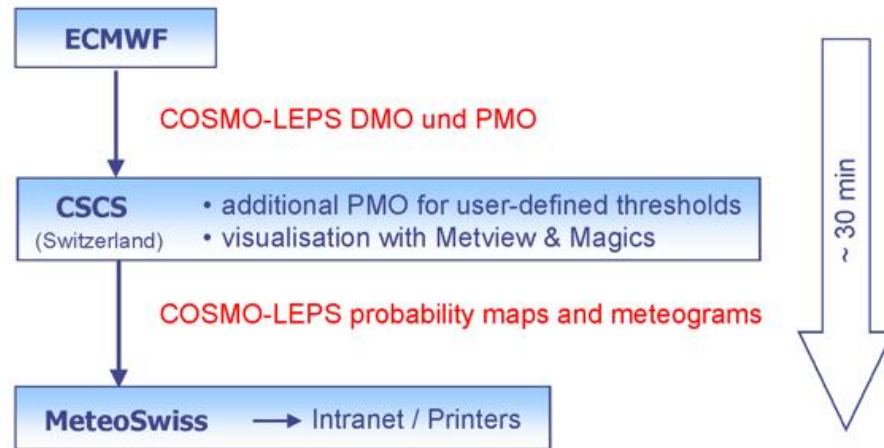 ECMWF
COSMO-LEPS DMO und PMO
CSCS • additional PMO for user-defined thresholds
(Switzerland) • visualisation with Metview & Magics
COSMO-LEPS probability maps and meteograms
MeteoSwiss → Intranet / Printers
~ 30 min